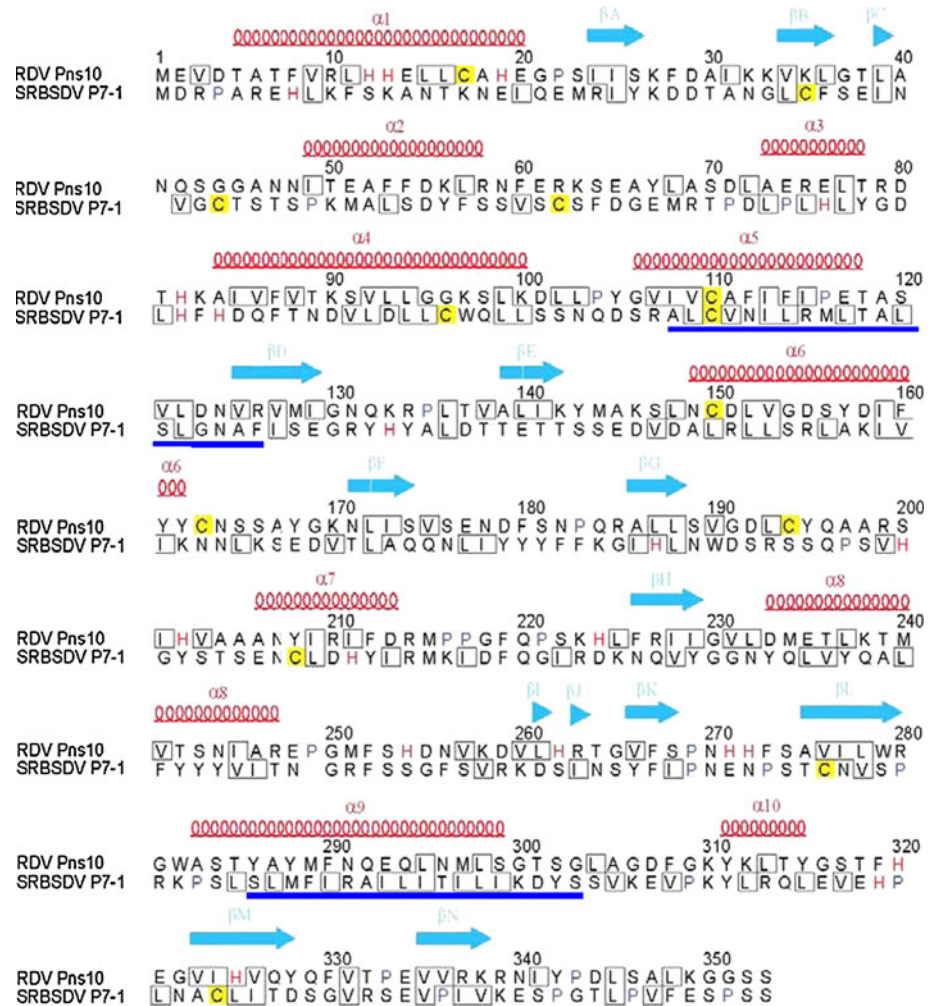 α1 βA βB βC
1 10 20 30 40
RDV Pns10 MEVDTATFVRLHHELLCAHEGPSIISKFDAIKKVKLGTLA
SRBSDV P7-1 MDRPAREHLKFSKANTKNEIQEMRIYKDDTANGLCFSEIN
α2 α3
50 60 70 80
RDV Pns10 NQSGGANNITEAFFDKLRNFERKSEAYLASDLAERELTRD
SRBSDV P7-1 VGCTSTSPKMALSDYFSSVSCSFDGEMRTPDLPLHLYGD
α4 α5
90 100 110 120
RDV Pns10 THKAIVFVTKSVLLGGKSLKDLLPYGVIVCAFIFIPETAS
SRBSDV P7-1 LHFHDQFTNDVLDLLCWQLLSSNQDSRALCVNILRMLTAL
βD βE α6
130 140 150 160
RDV Pns10 VLDNVRVMIGNQKRPLTVALIKYMAKSLNCDLVGDSYDIF
SRBSDV P7-1 SLGNAFISEGRYHYALDTTETTSSEDVDALRLLSRLAKIV
α6 βF βG
170 180 190 200
RDV Pns10 YYCNSSAYGKNLISVSENDFSNPQRALLSVGDLCYQAARS
SRBSDV P7-1 IKNNLKSEDVTLAQQNLIYYYFFKGIHLNWDSRSSQPSVH
α7 βH α8
210 220 230 240
RDV Pns10 IHVAAANYIRIFDRMPPGFQPSKHLFRIIGVLDMETLKTM
SRBSDV P7-1 GYSTSENCLDHYIRMKIDFQGIRDKNQVYGGNYQLVYQAL
α8 βI βJ βK βL
250 260 270 280
RDV Pns10 VTSNIAREPGMFSHDNVKDVLHRTGVFSPNHHFSAVILWR
SRBSDV P7-1 FYYYVITN GRFSSGFSVRKDSINSYFIPNENPSTCNVSP
α9 α10
290 300 310 320
RDV Pns10 GWASTYAYMFNQEQLNMLSGTSGLAGDFGKYKLTYGSTFH
SRBSDV P7-1 RKPSLSLMFIRAILITILIKDYSSVKEVPKYLRQLEVEHP
βM βN
330 340 350
RDV Pns10 EGVIHVQYQFVTPEVVRKRNIYPDLSALKGGSS
SRBSDV P7-1 LNACLITDSGVRSEVPIVKESPGTLPVFESPSS